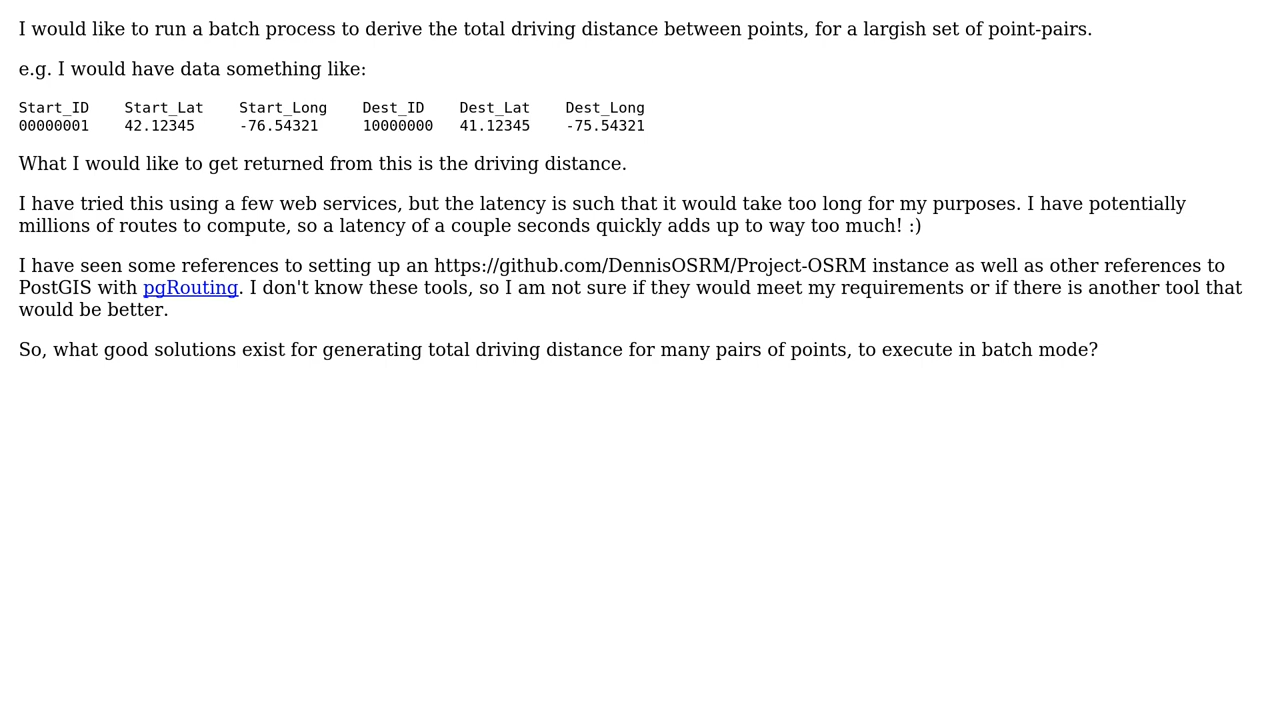 I would like to run a batch process to derive the total driving distance between points, for a largish set of point-pairs.
e.g. I would have data something like:
Start_ID    Start_Lat    Start_Long    Dest_ID    Dest_Lat    Dest_Long
00000001    42.12345     -76.54321     10000000   41.12345    -75.54321
What I would like to get returned from this is the driving distance.
I have tried this using a few web services, but the latency is such that it would take too long for my purposes. I have potentially
millions of routes to compute, so a latency of a couple seconds quickly adds up to way too much! :)
I have seen some references to setting up an https://github.com/DennisOSRM/Project-OSRM instance as well as other references to
PostGIS with pgRouting. I don't know these tools, so I am not sure if they would meet my requirements or if there is another tool that
would be better.
So, what good solutions exist for generating total driving distance for many pairs of points, to execute in batch mode?